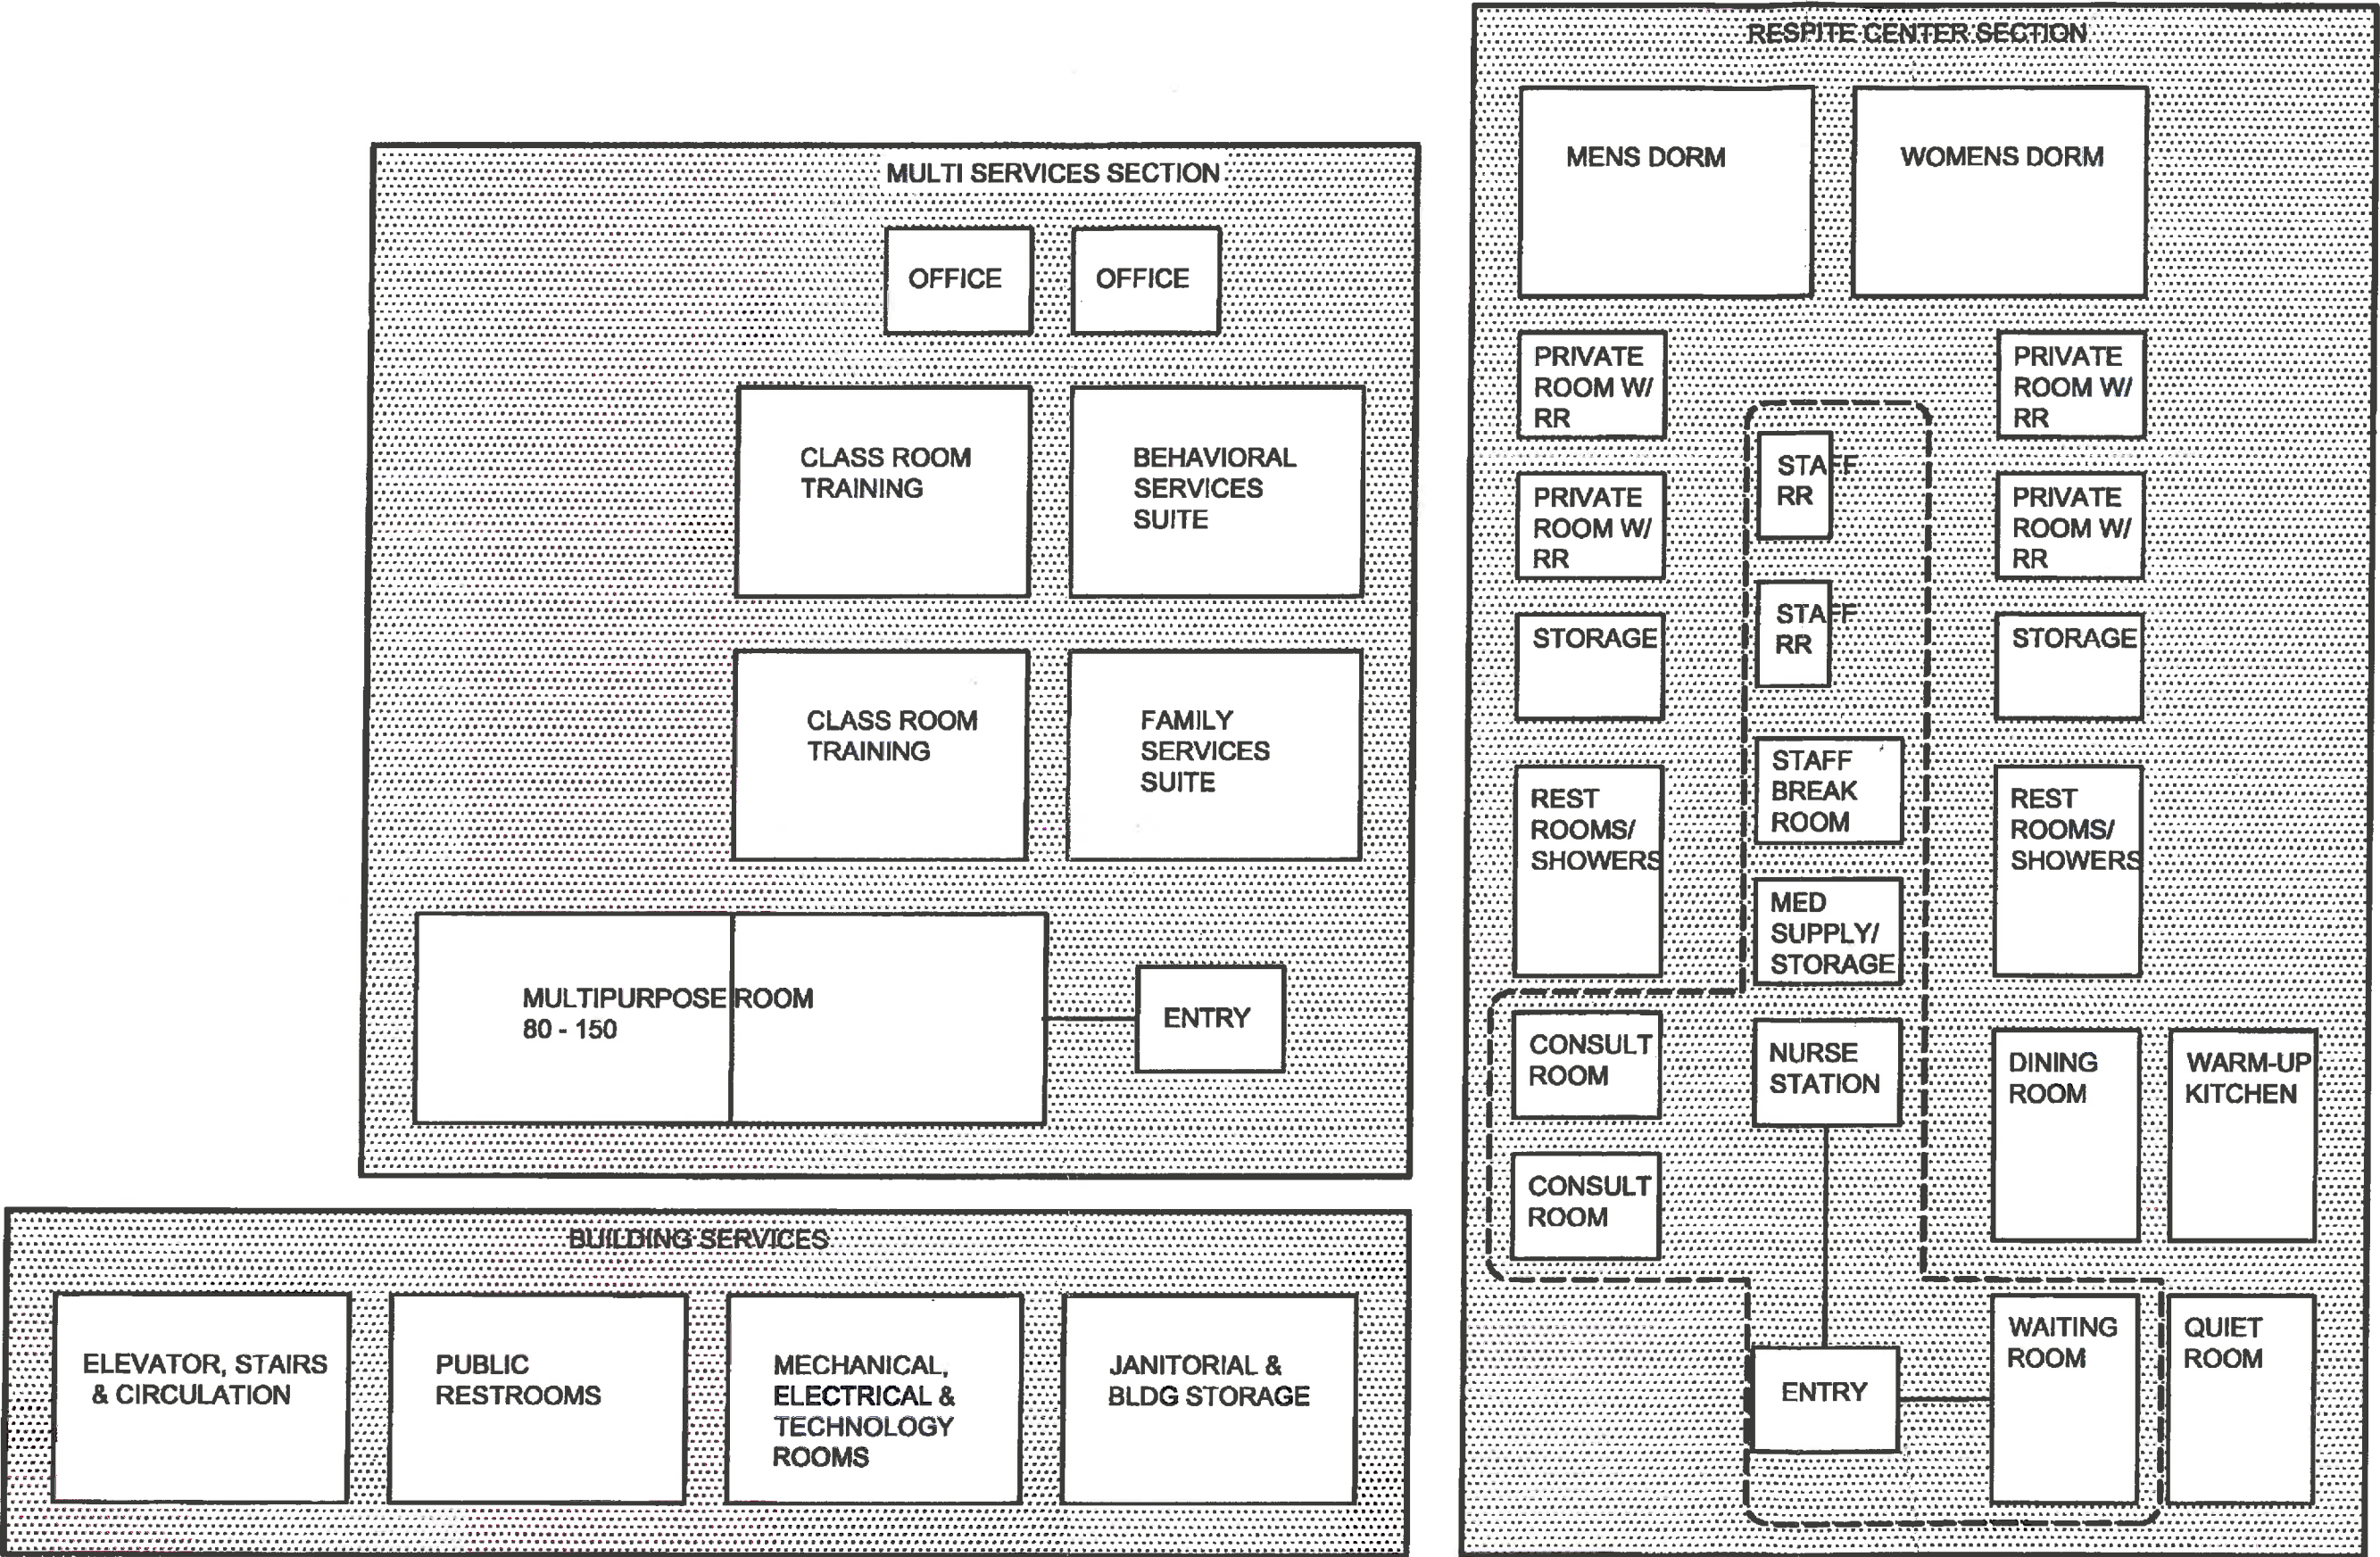 MULTI SERVICES SECTION
OFFICE
OFFICE
CLASS ROOM
TRAINING
BEHAVIORAL
SERVICES
SUITE
CLASS ROOM
TRAINING
FAMILY
SERVICES
SUITE
MULTIPURPOSE ROOM
80 - 150
ENTRY
BUILDING SERVICES
ELEVATOR, STAIRS
& CIRCULATION
PUBLIC
RESTROOMS
MECHANICAL,
ELECTRICAL &
TECHNOLOGY
ROOMS
JANITORIAL &
BLDG STORAGE
RESPITE CENTER SECTION
MENS DORM
WOMENS DORM
PRIVATE
ROOM W/
RR
PRIVATE
ROOM W/
RR
STAFF
RR
PRIVATE
ROOM W/
RR
PRIVATE
ROOM W/
RR
STAFF
RR
STORAGE
STORAGE
STAFF
BREAK
ROOM
REST
ROOMS/
SHOWERS
REST
ROOMS/
SHOWERS
MED
SUPPLY/
STORAGE
CONSULT
ROOM
NURSE
STATION
DINING
ROOM
WARM-UP
KITCHEN
CONSULT
ROOM
ENTRY
WAITING
ROOM
QUIET
ROOM